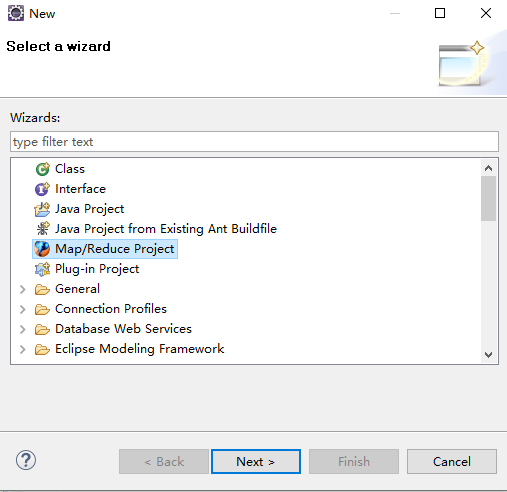 New
Select a wizard
Wizards:
type filter text
Class
Interface
Java Project
Java Project from Existing Ant Buildfile
Map/Reduce Project
Plug-in Project
General
Connection Profiles
Database Web Services
Eclipse Modeling Framework
?
< Back
Next >
Finish
Cancel